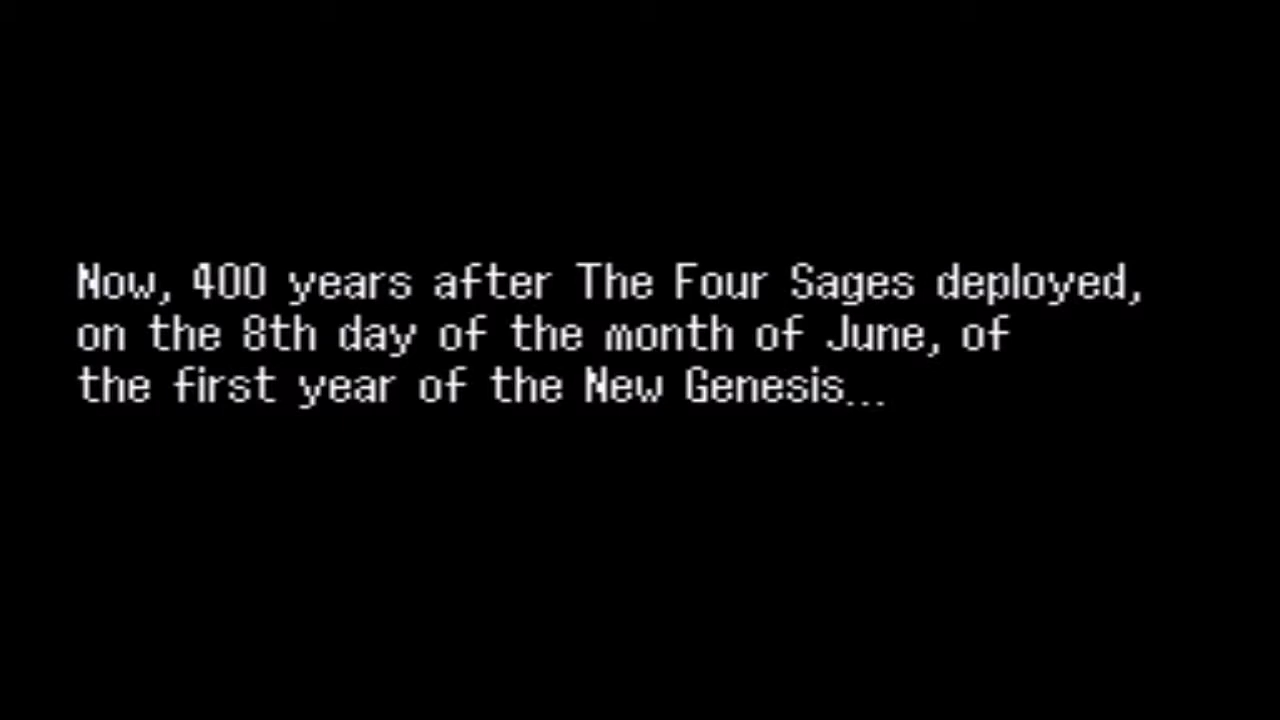 Now, 400 years after The Four Sages deployed,
on the 8th day of the month of June, of
the first year of the New Genesis...